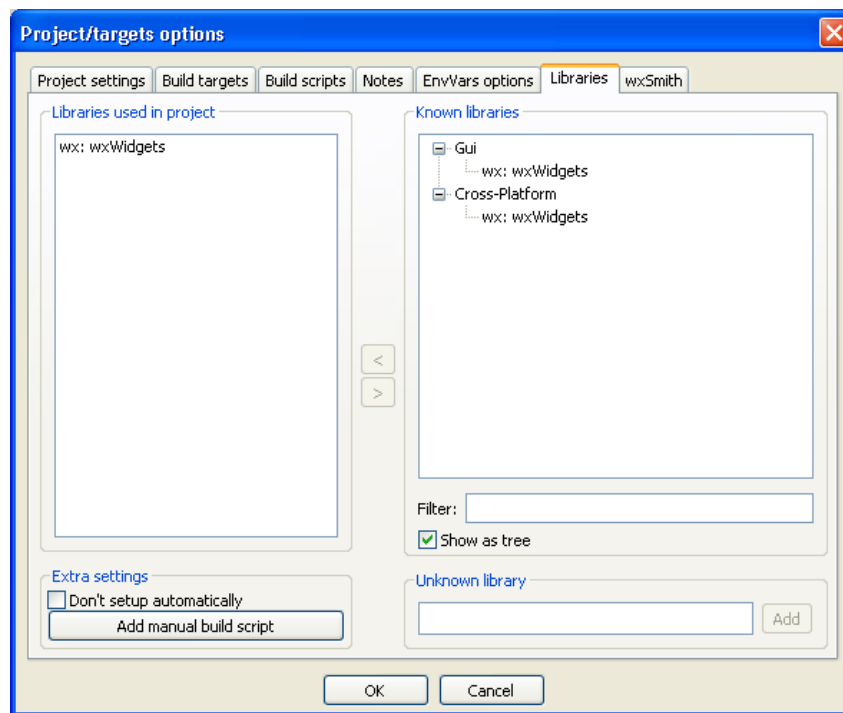 Project/targets options
Project settings Build targets Build scripts Notes EnvVars options Libraries wxSmith
Libraries used in project
wx: wxWidgets
Known libraries
Gui
wx: wxWidgets
Cross-Platform
wx: wxWidgets
<
>
Filter:
Show as tree
Extra settings
Don't setup automatically
Add manual build script
Unknown library
Add
OK Cancel